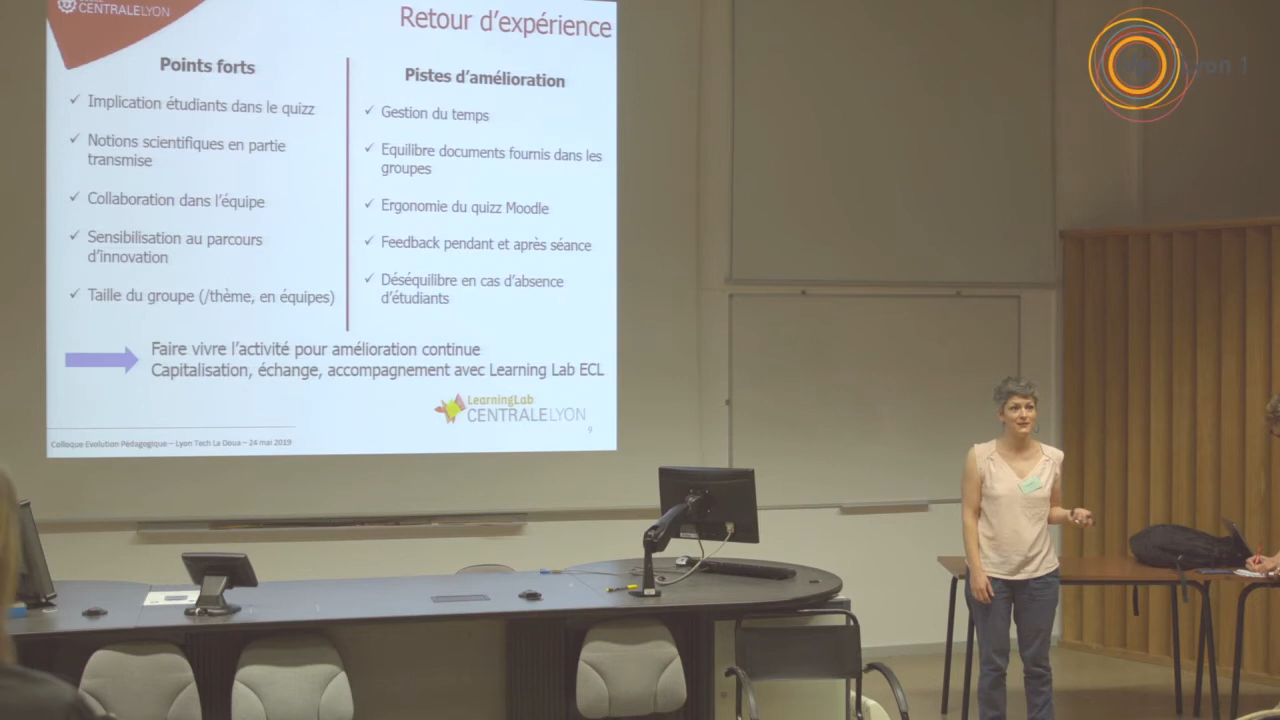 CENTRALELYON
Retour d'expérience
Points forts
✓ Implication étudiants dans le quizz
✓ Notions scientifiques en partie
transmise
✓ Collaboration dans l'équipe
✓ Sensibilisation au parcours
d'innovation
✓ Taille du groupe (/thème, en équipes)
Pistes d'amélioration
✓ Gestion du temps
✓ Equilibre documents fournis dans les
groupes
✓ Ergonomie du quizz Moodle
✓ Feedback pendant et après séance
✓ Déséquilibre en cas d'absence
d'étudiants
Faire vivre l'activité pour amélioration continue
Capitalisation, échange, accompagnement avec Learning Lab ECL
LearningLab
CENTRALELYON
9
Colloque Evolution Pédagogique – Lyon Tech La Doua – 24 mai 2019
Lyon 1